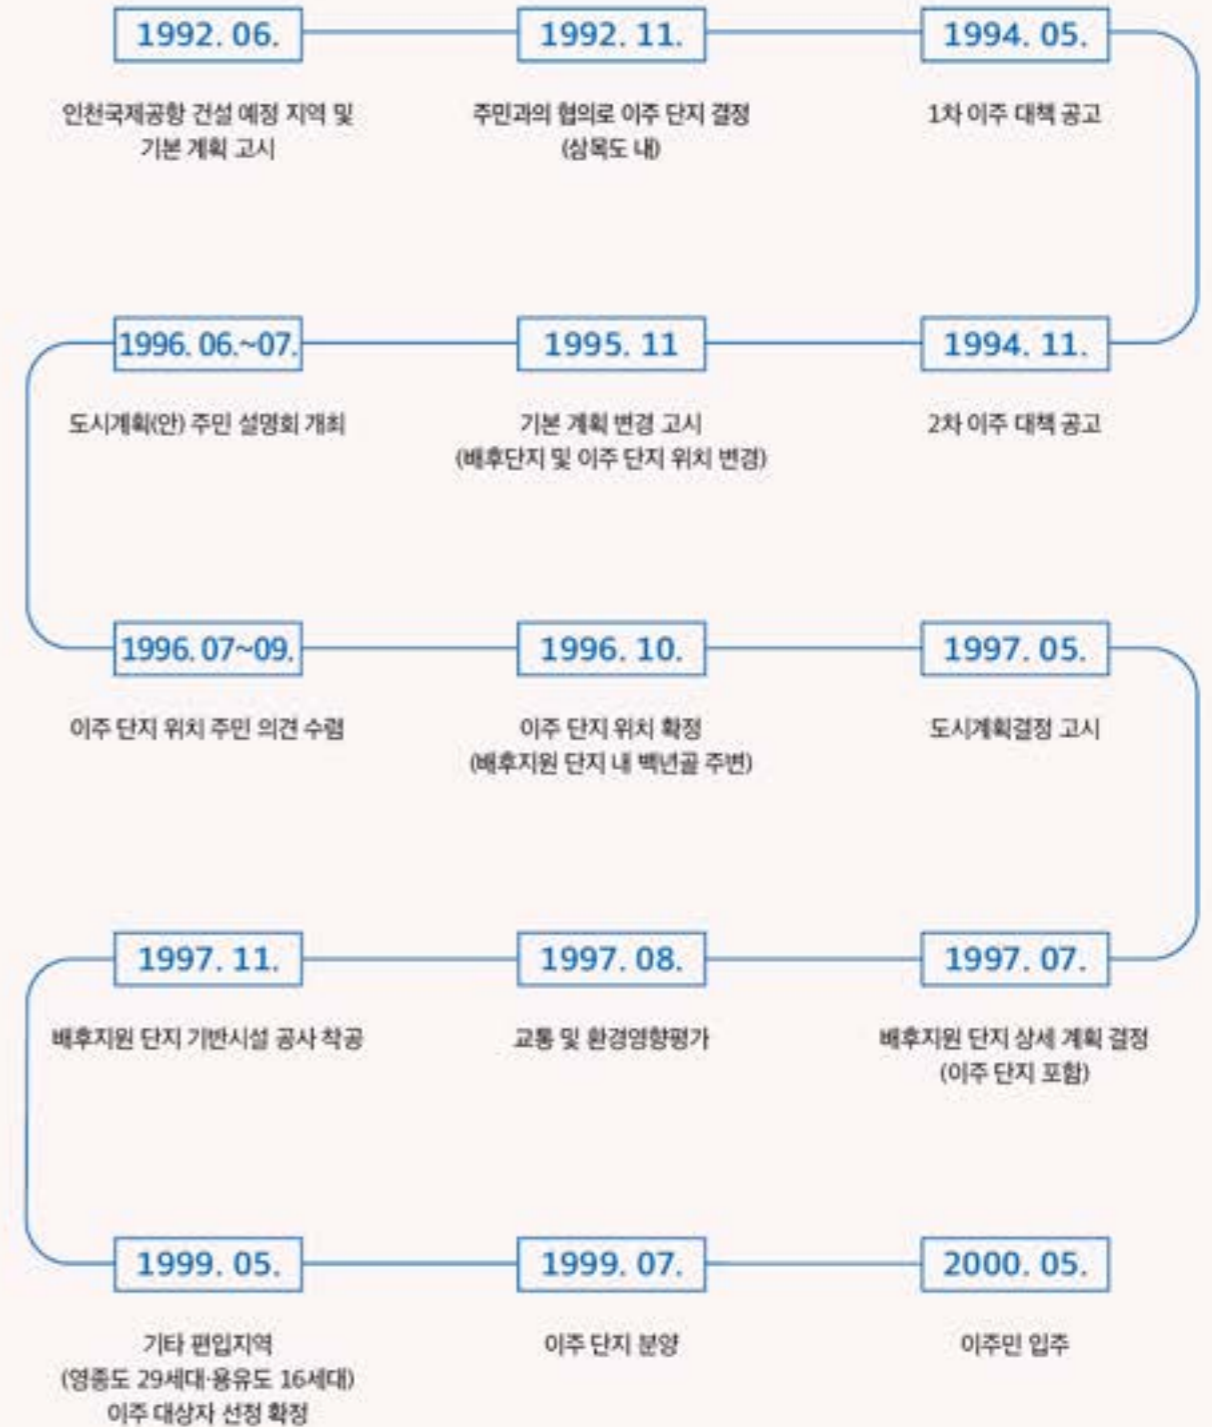 1992. 06.
인천국제공항 건설 예정 지역 및
기본 계획 고시
1992. 11.
주민과의 협의로 이주 단지 결정
(삼목도 내)
1994. 05.
1차 이주 대책 공고
1994. 11.
2차 이주 대책 공고
1995. 11
기본 계획 변경 고시
(배후단지 및 이주 단지 위치 변경)
1996. 06.~07.
도시계획(안) 주민 설명회 개최
1996. 07~09.
이주 단지 위치 주민 의견 수렴
1996. 10.
이주 단지 위치 확정
(배후지원 단지 내 백년골 주변)
1997. 05.
도시계획결정 고시
1997. 07.
배후지원 단지 상세 계획 결정
(이주 단지 포함)
1997. 08.
교통 및 환경영향평가
1997. 11.
배후지원 단지 기반시설 공사 착공
1999. 05.
기타 편입지역
(영종도 29세대·용유도 16세대)
이주 대상자 선정 확정
1999. 07.
이주 단지 분양
2000. 05.
이주민 입주